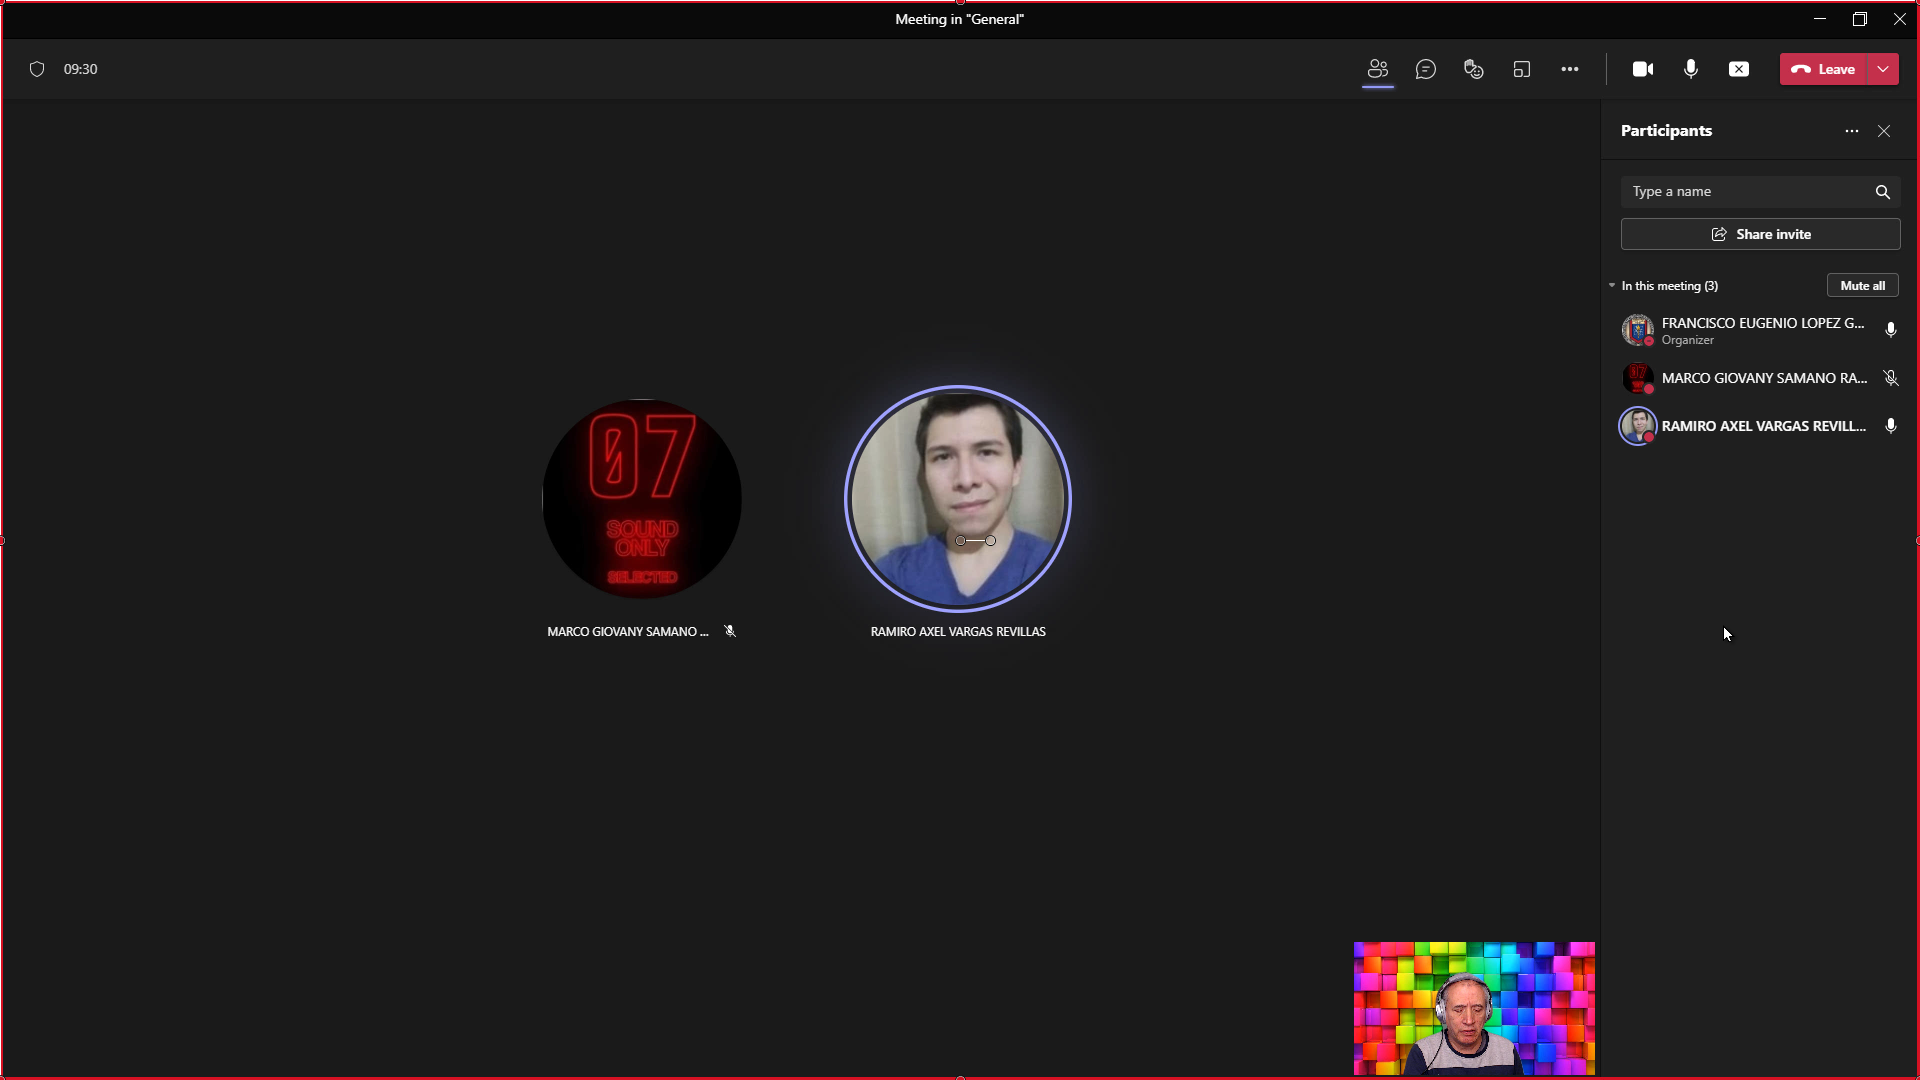 Meeting in "General"
09:30
Leave
Participants
Type a name
Share invite
In this meeting (3)
Mute all
FRANCISCO EUGENIO LOPEZ G...
Organizer
07
MARCO GIOVANY SAMANO RA...
RAMIRO AXEL VARGAS REVILL...
07
SOUND
ONLY
SELECTED
MARCO GIOVANY SAMANO ...
RAMIRO AXEL VARGAS REVILLAS